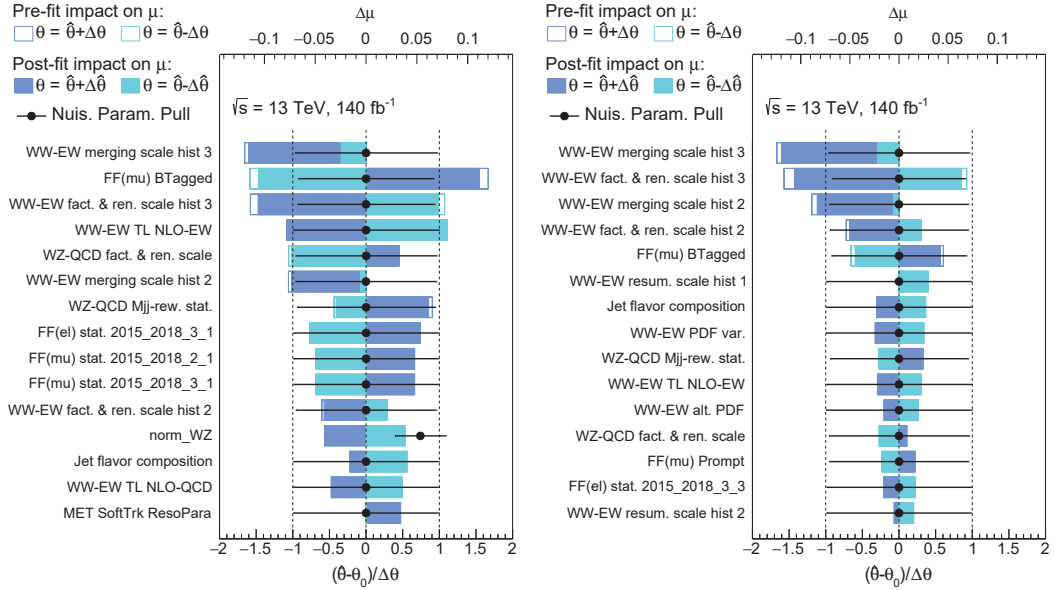 Pre-fit impact on μ:
θ = θ̂+Δθ θ = θ̂-Δθ
Post-fit impact on μ:
θ = θ̂+Δθ̂ θ = θ̂-Δθ̂
Nuis. Param. Pull
Δμ
−0.1 −0.05 0 0.05 0.1
√s = 13 TeV, 140 fb⁻¹
WW-EW merging scale hist 3
FF(mu) BTagged
WW-EW fact. & ren. scale hist 3
WW-EW TL NLO-EW
WZ-QCD fact. & ren. scale
WW-EW merging scale hist 2
WZ-QCD Mjj-rew. stat.
FF(el) stat. 2015_2018_3_1
FF(mu) stat. 2015_2018_2_1
FF(mu) stat. 2015_2018_3_1
WW-EW fact. & ren. scale hist 2
norm_WZ
Jet flavor composition
WW-EW TL NLO-QCD
MET SoftTrk ResoPara
−2 −1.5 −1 −0.5 0 0.5 1 1.5 2
(θ̂-θ₀)/Δθ
Pre-fit impact on μ:
θ = θ̂+Δθ θ = θ̂-Δθ
Post-fit impact on μ:
θ = θ̂+Δθ̂ θ = θ̂-Δθ̂
Nuis. Param. Pull
Δμ
−0.1 −0.05 0 0.05 0.1
√s = 13 TeV, 140 fb⁻¹
WW-EW merging scale hist 3
WW-EW fact. & ren. scale hist 3
WW-EW merging scale hist 2
WW-EW fact. & ren. scale hist 2
FF(mu) BTagged
WW-EW resum. scale hist 1
Jet flavor composition
WW-EW PDF var.
WZ-QCD Mjj-rew. stat.
WW-EW TL NLO-EW
WW-EW alt. PDF
WZ-QCD fact. & ren. scale
FF(mu) Prompt
FF(el) stat. 2015_2018_3_3
WW-EW resum. scale hist 2
−2 −1.5 −1 −0.5 0 0.5 1 1.5 2
(θ̂-θ₀)/Δθ